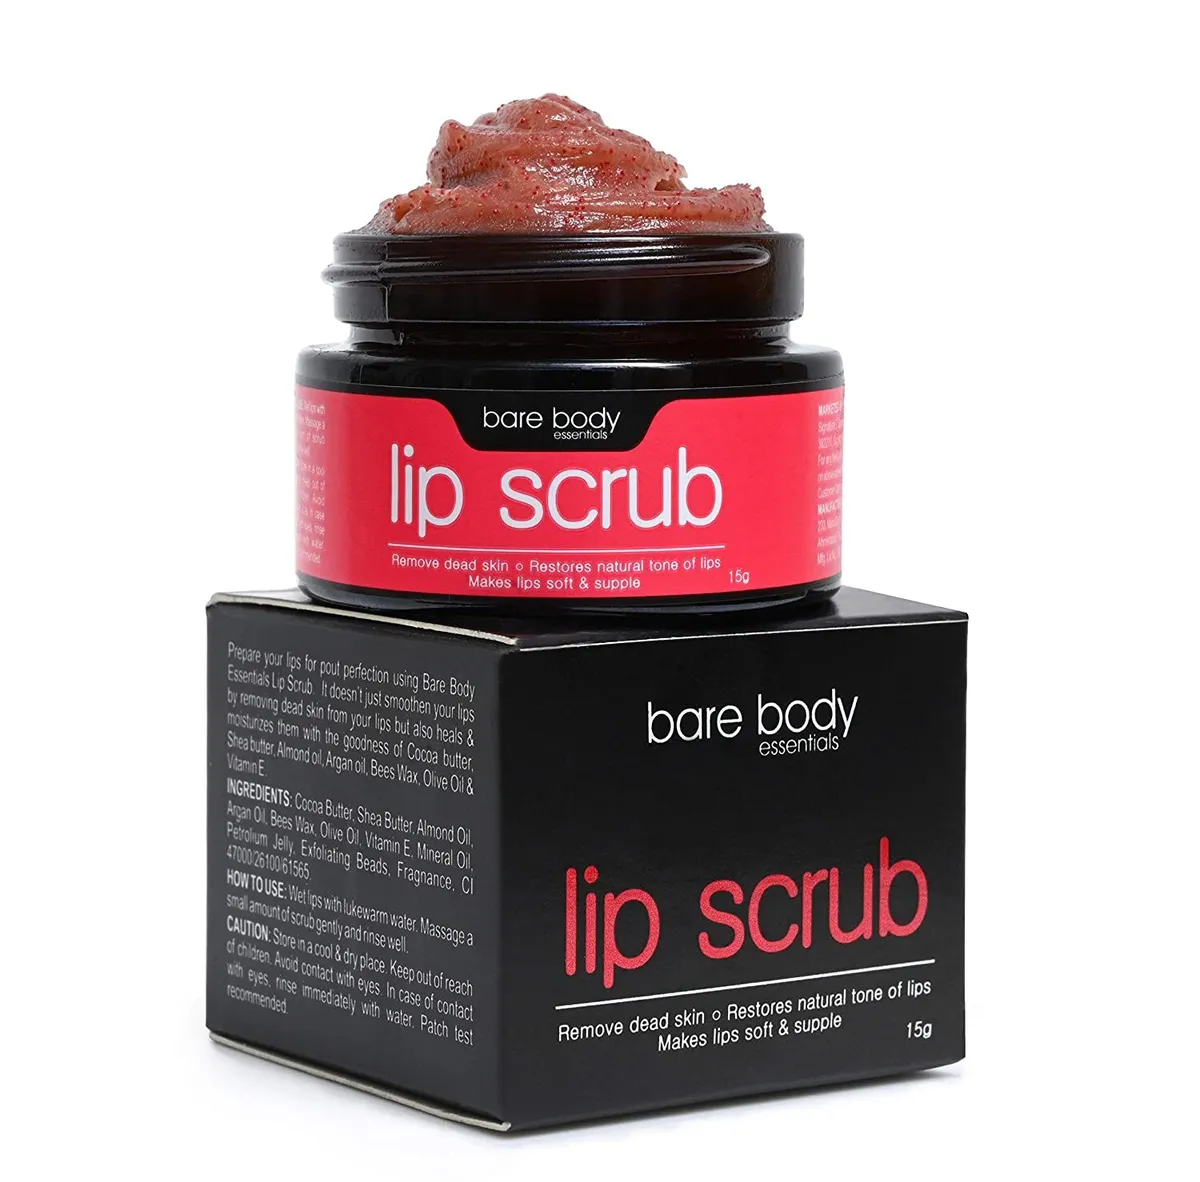 bare body
essentials
lip scrub
Remove dead skin o Restores natural tone of lips
Makes lips soft & supple
15g
Prepare your lips for pout perfection using Bare Body
Essentials Lip Scrub. It doesn't just smoothen your lips
by removing dead skin from your lips but also heals &
moisturizes them with the goodness of Cocoa butter,
Shea butter, Almond oil, Argan oil, Bees Wax, Olive Oil &
Vitamin E.
INGREDIENTS: Cocoa Butter, Shea Butter, Almond Oil,
Argan Oil, Bees Wax, Olive Oil, Vitamin E, Mineral Oil,
Petrolium Jelly, Exfoliating Beads, Fragnance, CI
47000/26100/61565.
HOW TO USE: Wet lips with lukewarm water. Massage a
small amount of scrub gently and rinse well.
CAUTION: Store in a cool & dry place. Keep out of reach
of children. Avoid contact with eyes. In case of contact
with eyes, rinse immediately with water. Patch test
recommended.
bare body
essentials
lip scrub
Remove dead skin o Restores natural tone of lips
Makes lips soft & supple
15g